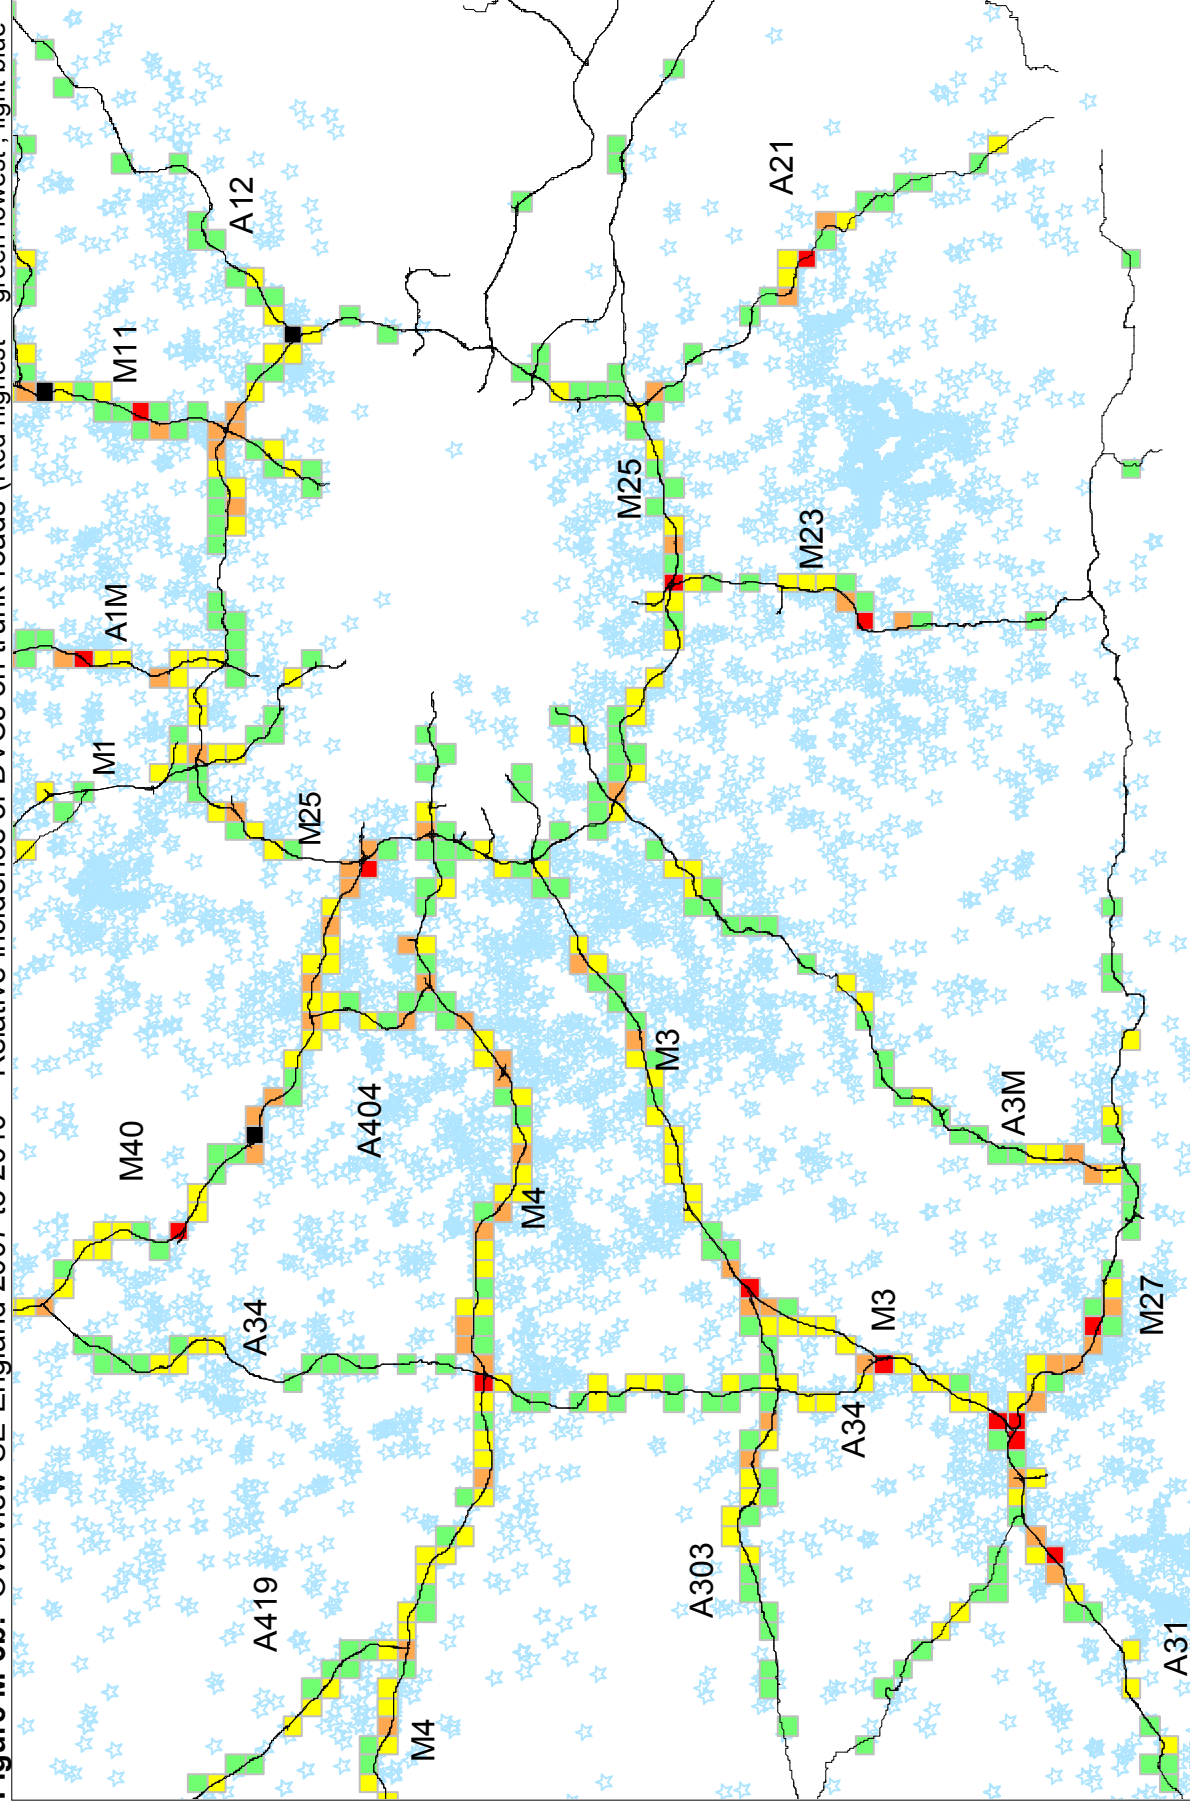 Overview SE England 2007 to 2010 - Relative incidence of DVCs on trunk roads (Red highest - green lowest , light blue
M1
A1M
M11
M40
A12
A34
A419
M25
A404
M4
M4
M25
M3
A303
A21
M23
A34
M3
A3M
M27
A31